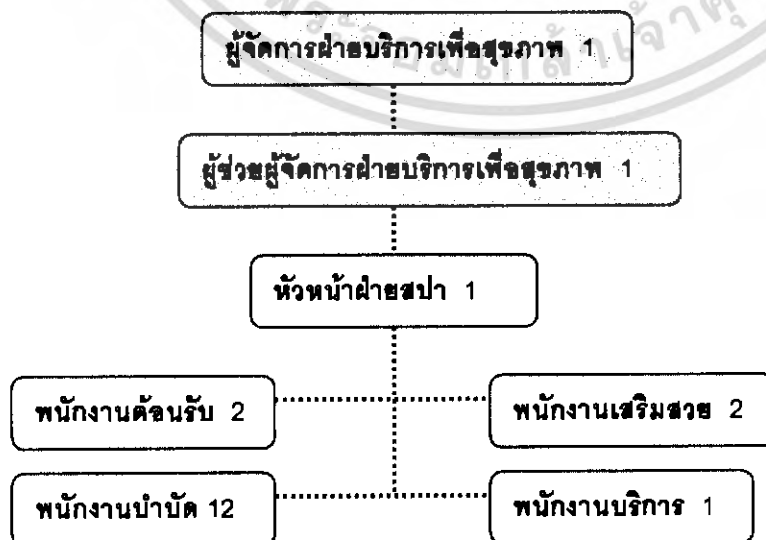 ผู้จัดการฝ่ายบริการเพื่อสุขภาพ 1
ผู้ช่วยผู้จัดการฝ่ายบริการเพื่อสุขภาพ 1
หัวหน้าฝ่ายสปา 1
พนักงานต้อนรับ 2
พนักงานเสริมสวย 2
พนักงานบำบัด 12
พนักงานบริการ 1